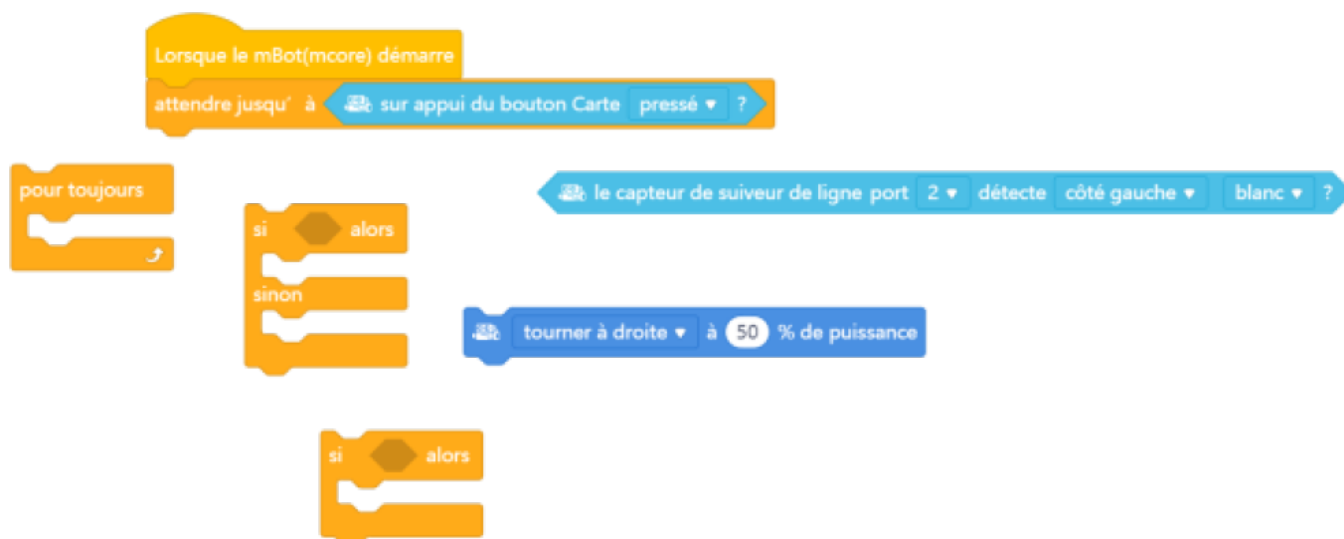 Lorsque le mBot(mcore) démarre
attendre jusqu' à sur appui du bouton Carte pressé ?
pour toujours
le capteur de suiveur de ligne port 2 détecte côté gauche blanc ?
si alors
sinon
tourner à droite à 50 % de puissance
si alors